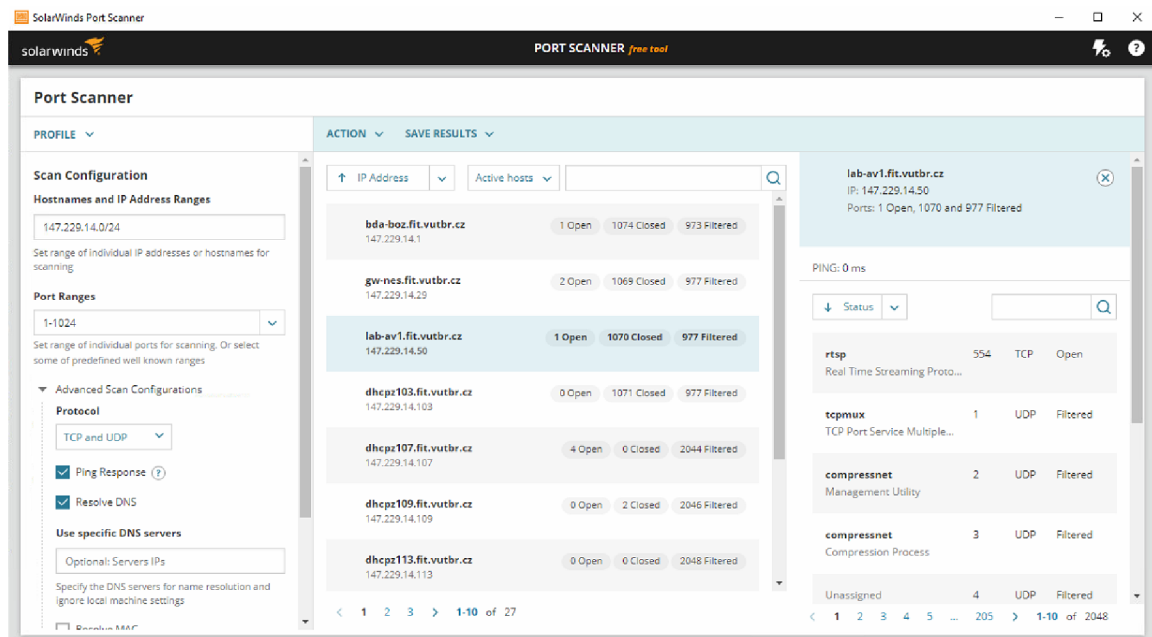 SolarWinds Port Scanner
solarwinds
PORT SCANNER free tool
Port Scanner
PROFILE
ACTION
SAVE RESULTS
Scan Configuration
Hostnames and IP Address Ranges
147.229.14.0/24
Set range of individual IP addresses or hostnames for
scanning
Port Ranges
1-1024
Set range of individual ports for scanning. Or select
some of predefined well known ranges
Advanced Scan Configurations
Protocol
TCP and UDP
Ping Response ?
Resolve DNS
Use specific DNS servers
Optional: Servers IPs
Specify the DNS servers for name resolution and
ignore local machine settings
Resolve MAC
IP Address
Active hosts
bda-boz.fit.vutbr.cz 1 Open 1074 Closed 973 Filtered
147.229.14.1
gw-nes.fit.vutbr.cz 2 Open 1069 Closed 977 Filtered
147.229.14.29
lab-av1.fit.vutbr.cz 1 Open 1070 Closed 977 Filtered
147.229.14.50
dhcpz103.fit.vutbr.cz 0 Open 1071 Closed 977 Filtered
147.229.14.103
dhcpz107.fit.vutbr.cz 4 Open 0 Closed 2044 Filtered
147.229.14.107
dhcpz109.fit.vutbr.cz 0 Open 2 Closed 2046 Filtered
147.229.14.109
dhcpz113.fit.vutbr.cz 0 Open 0 Closed 2048 Filtered
147.229.14.113
1 2 3 1-10 of 27
lab-av1.fit.vutbr.cz
IP: 147.229.14.50
Ports: 1 Open, 1070 and 977 Filtered
PING: 0 ms
Status
rtsp 554 TCP Open
Real Time Streaming Proto...
tcpmux 1 UDP Filtered
TCP Port Service Multiple...
compressnet 2 UDP Filtered
Management Utility
compressnet 3 UDP Filtered
Compression Process
Unassigned 4 UDP Filtered
1 2 3 4 5 ... 205 1-10 of 2048